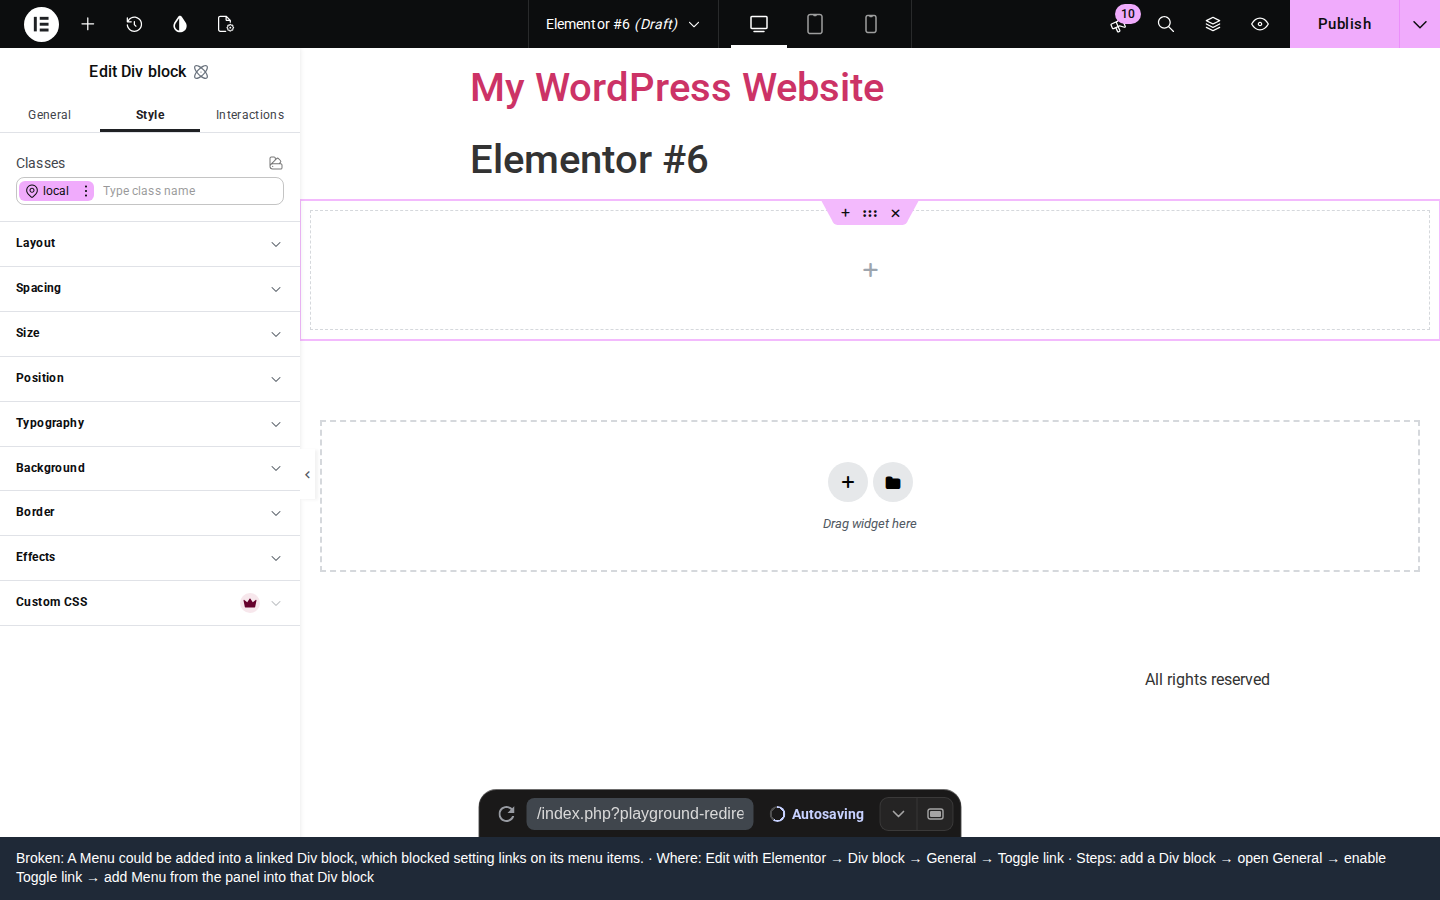 Elementor #6 (Draft)
10
Publish
Edit Div block
General Style Interactions
Classes
local Type class name
Layout
Spacing
Size
Position
Typography
Background
Border
Effects
Custom CSS
My WordPress Website
Elementor #6
Drag widget here
All rights reserved
/index.php?playground-redire
Autosaving
Broken: A Menu could be added into a linked Div block, which blocked setting links on its menu items. · Where: Edit with Elementor → Div block → General → Toggle link · Steps: add a Div block → open General → enable
Toggle link → add Menu from the panel into that Div block